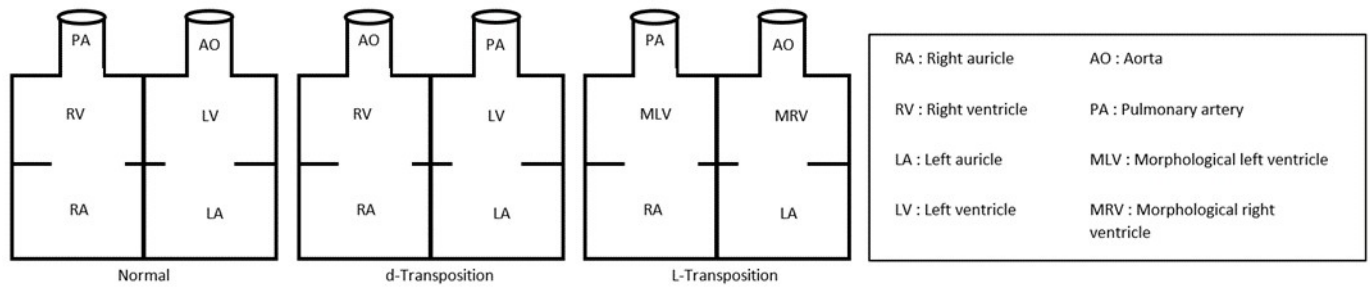 PA AO AO PA PA AO
RV LV RV LV MLV MRV
RA LA RA LA RA LA
Normal d-Transposition L-Transposition
RA : Right auricle AO : Aorta
RV : Right ventricle PA : Pulmonary artery
LA : Left auricle MLV : Morphological left ventricle
LV : Left ventricle MRV : Morphological right
ventricle